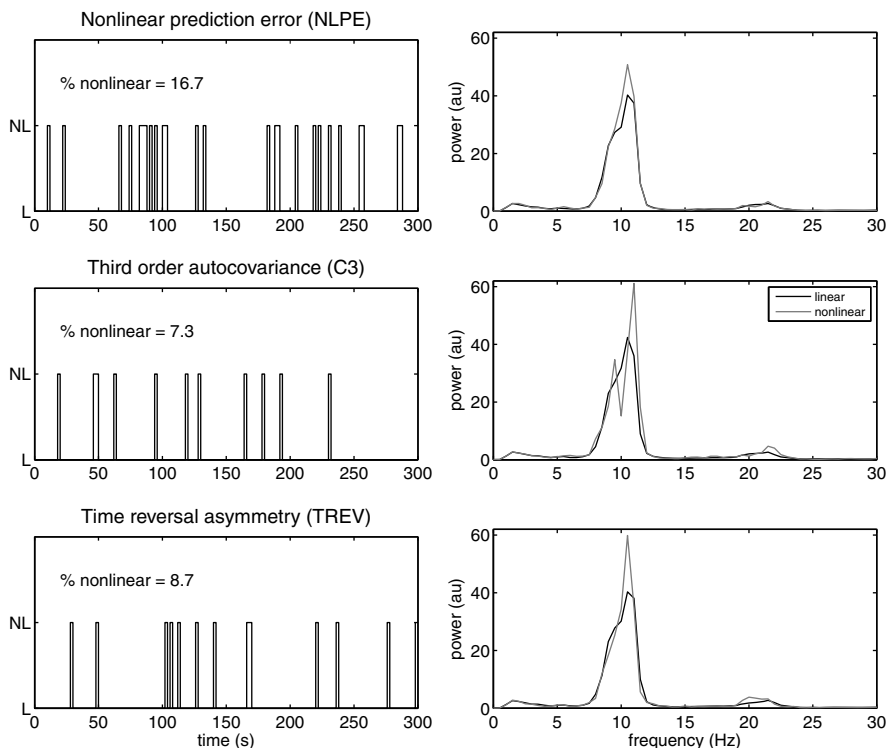 Nonlinear prediction error (NLPE)
% nonlinear = 16.7
NL
L
0 50 100 150 200 250 300
power (au)
60
40
20
0
0 5 10 15 20 25 30
Third order autocovariance (C3)
% nonlinear = 7.3
NL
L
0 50 100 150 200 250 300
power (au)
60
40
20
0
linear
nonlinear
0 5 10 15 20 25 30
Time reversal asymmetry (TREV)
% nonlinear = 8.7
NL
L
0 50 100 150 200 250 300
time (s)
power (au)
60
40
20
0
0 5 10 15 20 25 30
frequency (Hz)